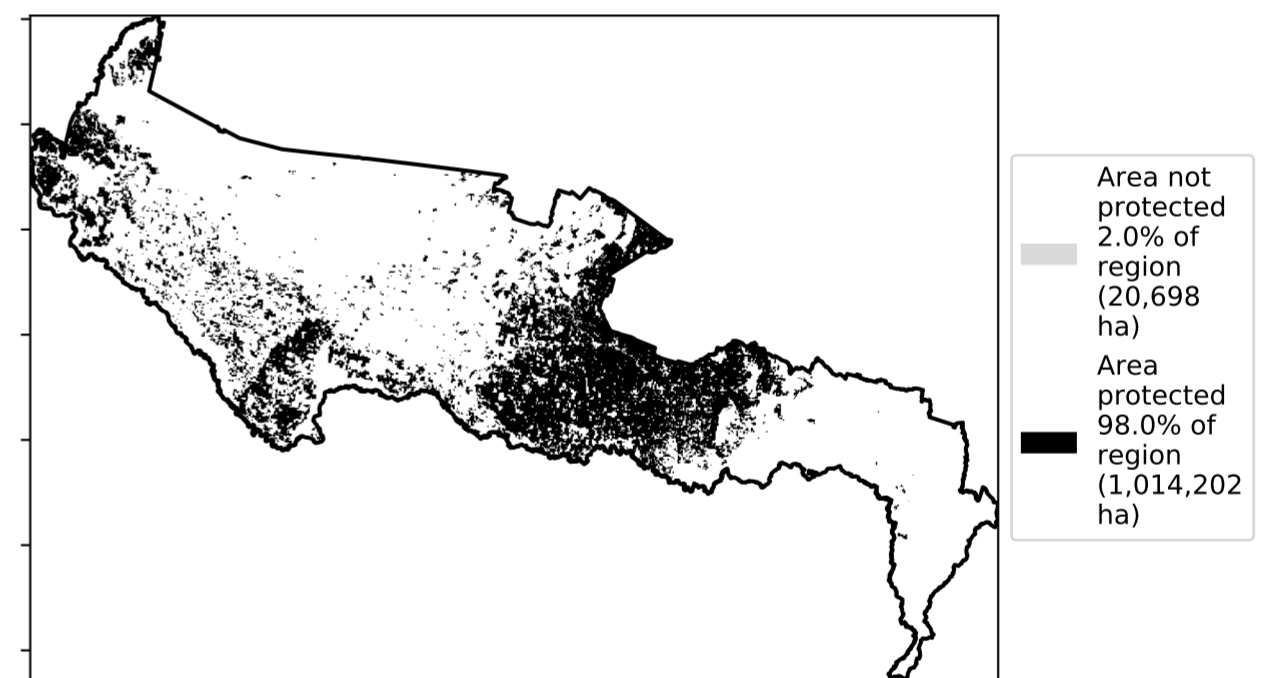 Area not
protected
2.0% of
region
(20,698
ha)
Area
protected
98.0% of
region
(1,014,202
ha)